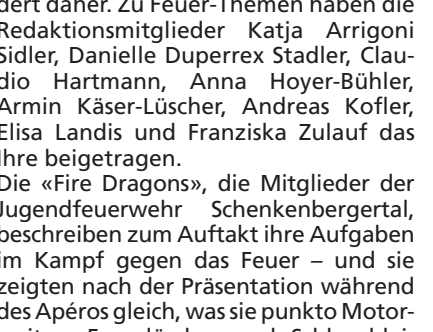 dert daher. Zu Feuer-Themen haben die
Redaktionsmitglieder Katja Arrigoni
Sidler, Danielle Duperrex Stadler, Clau-
dio Hartmann, Anna Hoyer-Bühler,
Armin Käser-Lüscher, Andreas Kofler,
Elisa Landis und Franziska Zulauf das
Ihre beigetragen.
Die «Fire Dragons», die Mitglieder der
Jugendfeuerwehr Schenkenbergertal,
beschreiben zum Auftakt ihre Aufgaben
im Kampf gegen das Feuer – und sie
zeigten nach der Präsentation während
des Apéros gleich, was sie punkto Motor-